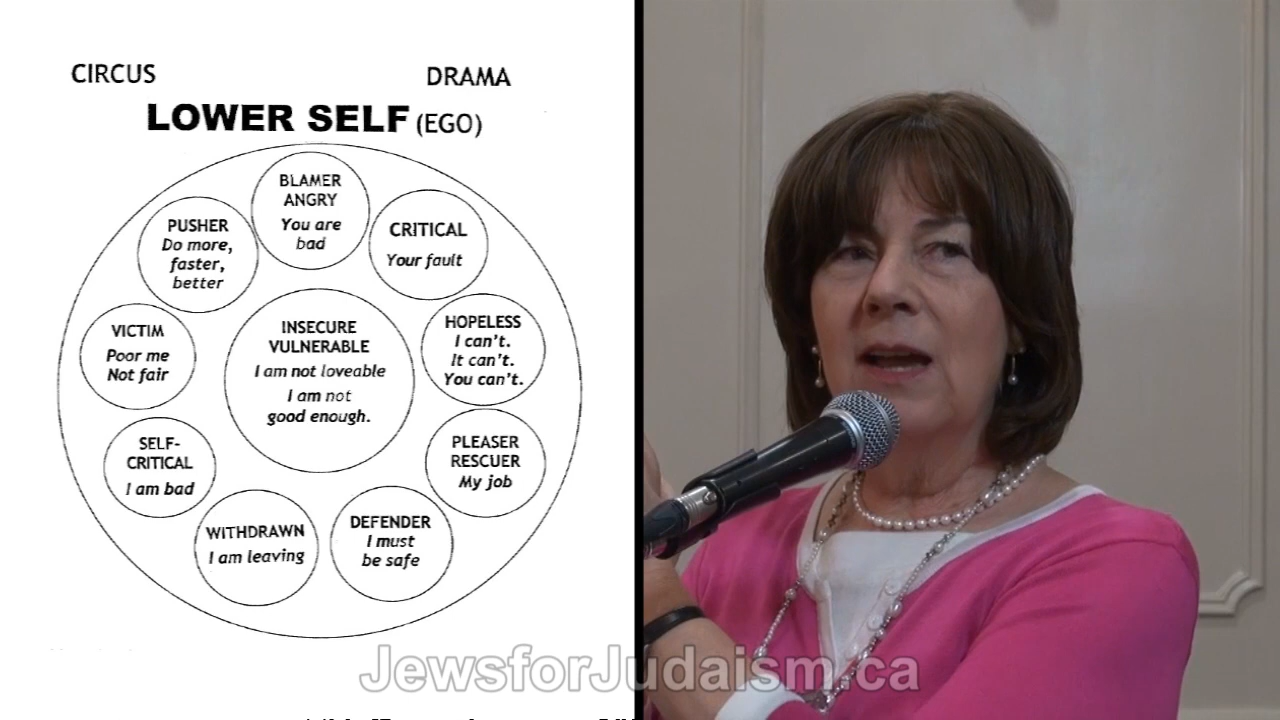 CIRCUS
DRAMA
LOWER SELF (EGO)
BLAMER
ANGRY
You are
bad
PUSHER
Do more,
faster,
better
CRITICAL
Your fault
VICTIM
Poor me
Not fair
INSECURE
VULNERABLE
I am not loveable
I am not
good enough.
HOPELESS
I can't.
It can't.
You can't.
SELF-
CRITICAL
I am bad
PLEASER
RESCUER
My job
WITHDRAWN
I am leaving
DEFENDER
I must
be safe
JewsforJudaism.ca